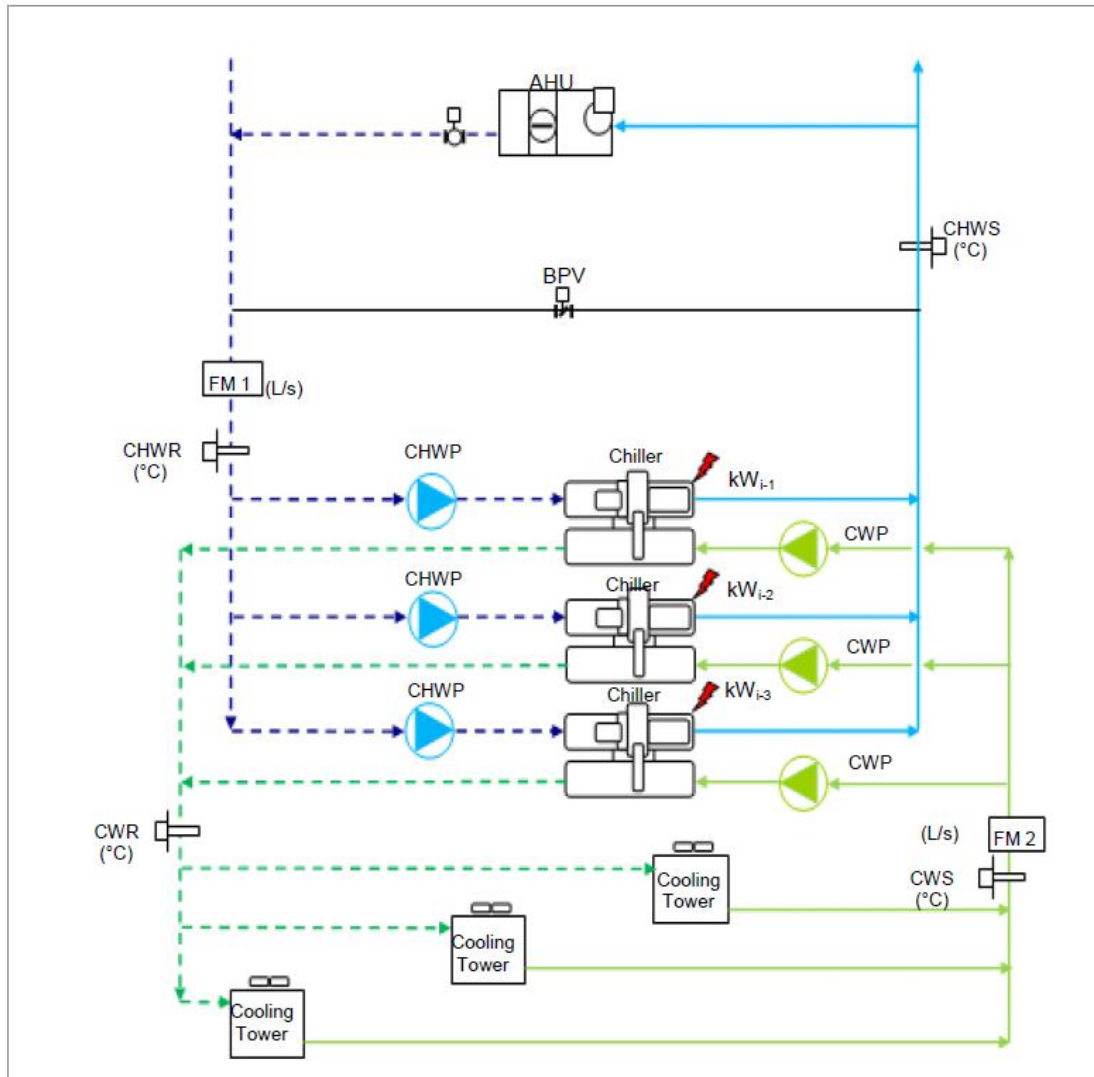 AHU
CHWS
(°C)
BPV
FM 1
(L/s)
CHWR
(°C)
CHWP
Chiller
kWi-1
CWP
CHWP
Chiller
kWi-2
CWP
CHWP
Chiller
kWi-3
CWP
CWR
(°C)
(L/s)
FM 2
Cooling
Tower
CWS
(°C)
Cooling
Tower
Cooling
Tower